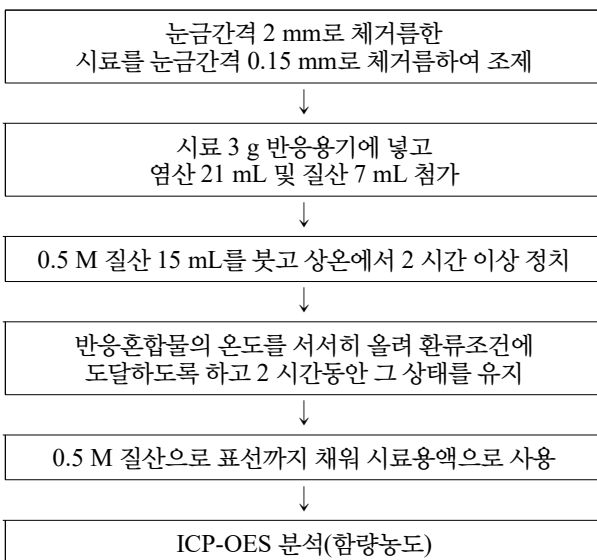 눈금간격 2 mm로 체거름한
시료를 눈금간격 0.15 mm로 체거름하여 조제
↓
시료 3 g 반응용기에 넣고
염산 21 mL 및 질산 7 mL 첨가
↓
0.5 M 질산 15 mL를 붓고 상온에서 2 시간 이상 정치
↓
반응혼합물의 온도를 서서히 올려 환류조건에
도달하도록 하고 2 시간동안 그 상태를 유지
↓
0.5 M 질산으로 표선까지 채워 시료용액으로 사용
↓
ICP-OES 분석(함량농도)